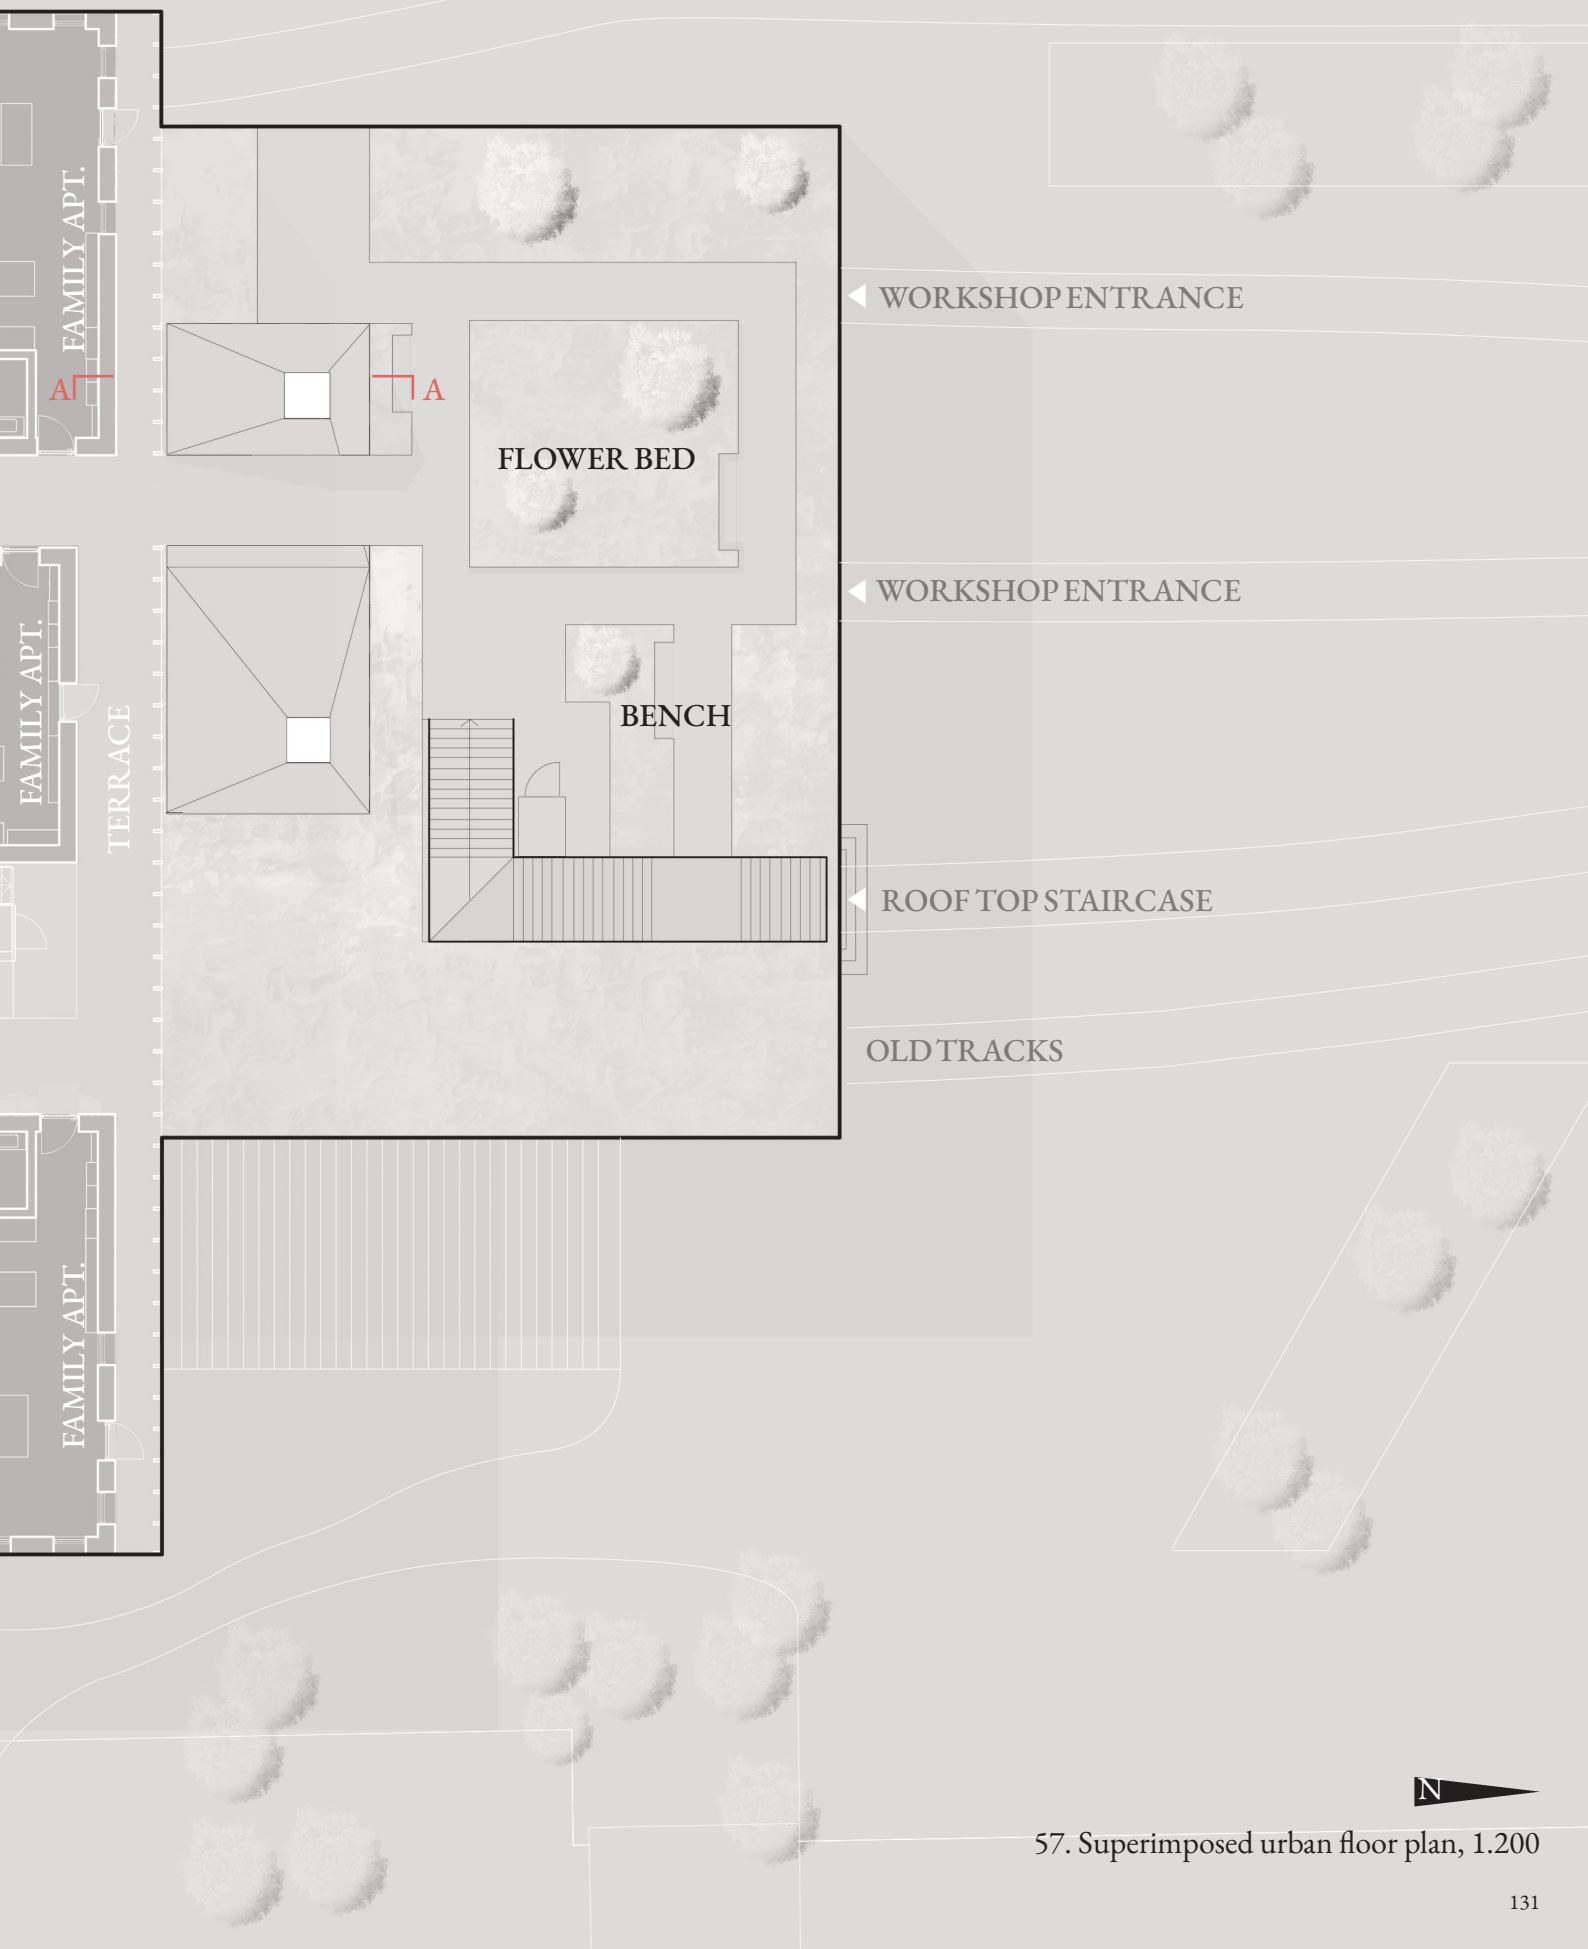 FAMILY APT.
WORKSHOP ENTRANCE
A
A
FLOWER BED
WORKSHOP ENTRANCE
FAMILY APT.
TERRACE
BENCH
ROOF TOP STAIRCASE
OLD TRACKS
FAMILY APT.
N
57. Superimposed urban floor plan, 1.200
131